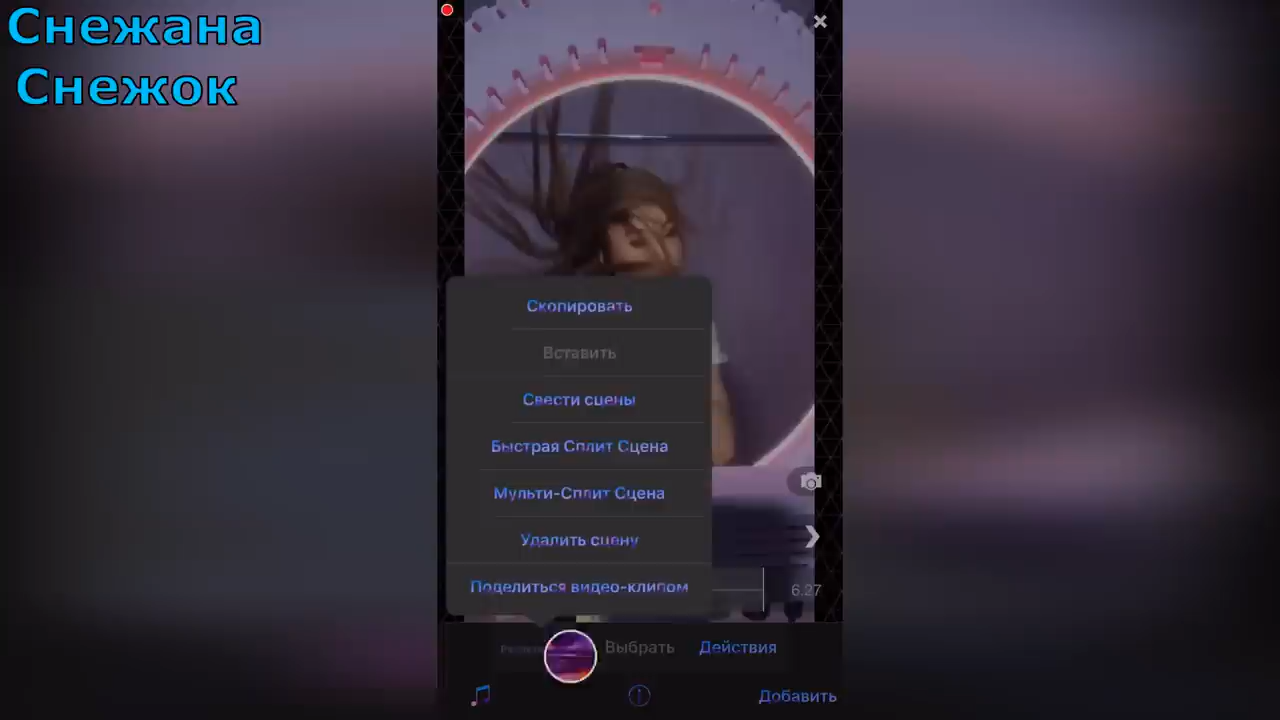 Снежана
Снежок
Скопировать
Вставить
Свести сцены
Быстрая Сплит Сцена
Мульти-Сплит Сцена
Удалить сцену
Поделиться видео-клипом
6.27
Выбрать
Действия
Добавить